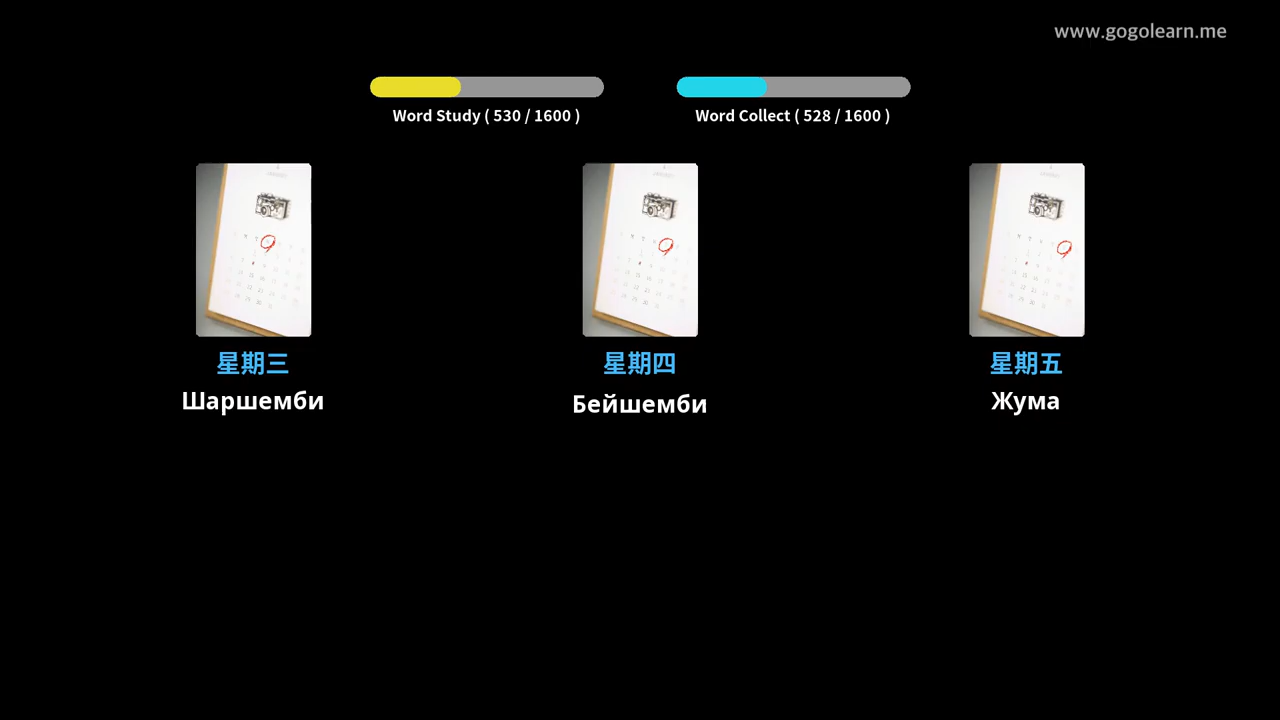 www.gogolearn.me
Word Study ( 530 / 1600 )
Word Collect ( 528 / 1600 )
星期三
星期四
星期五
Шаршемби
Бейшемби
Жума